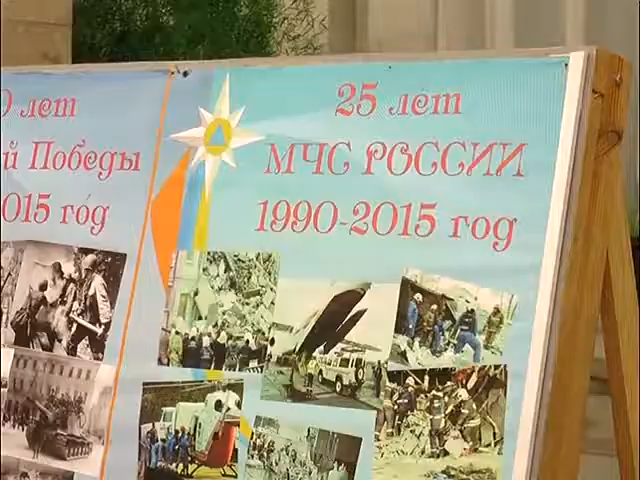 лет
й Победы
015 год
25 лет
МЧС РОССИИ
1990-2015 год